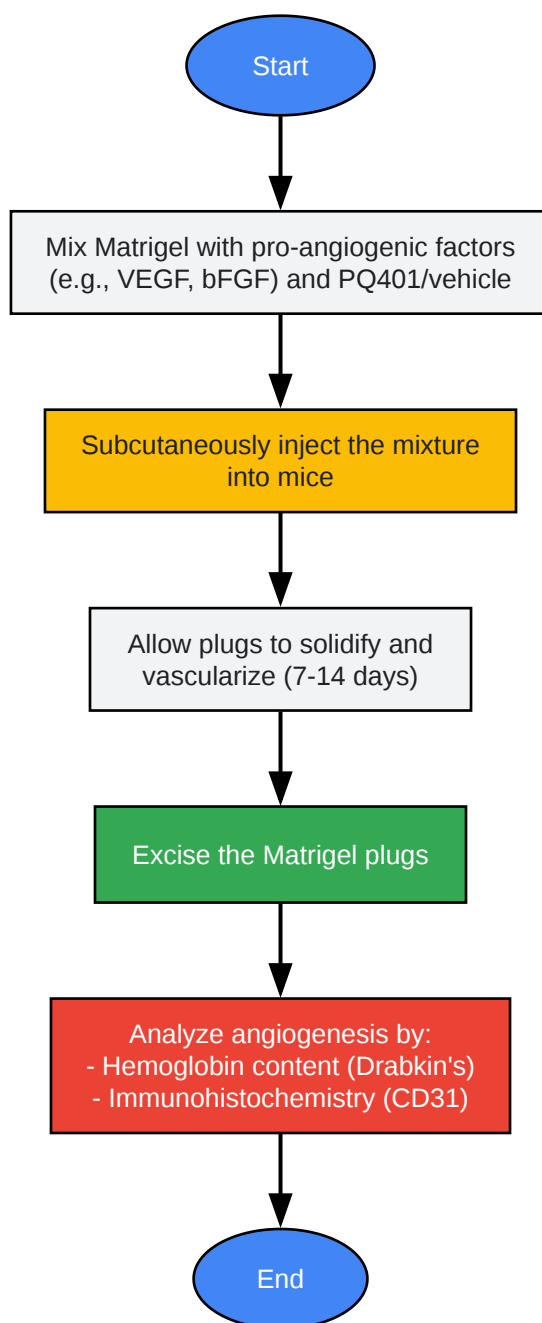 Start
Mix Matrigel with pro-angiogenic factors
(e.g., VEGF, bFGF) and PQ401/vehicle
Subcutaneously inject the mixture
into mice
Allow plugs to solidify and
vascularize (7-14 days)
Excise the Matrigel plugs
Analyze angiogenesis by:
- Hemoglobin content (Drabkin's)
- Immunohistochemistry (CD31)
End